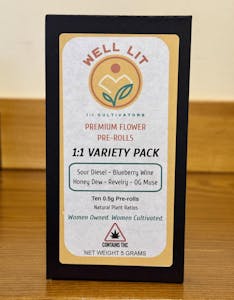 WELL LIT
CULTIVATORS
PREMIUM FLOWER
PRE-ROLLS
1:1 VARIETY PACK
Sour Diesel - Blueberry Wine
Honey Dew - Revelry - OG Muse
Ten 0.5g Pre-rolls
Natural Plant Ratios
Women Owned. Women Cultivated.
CONTAINS THC
NET WEIGHT 5 GRAMS